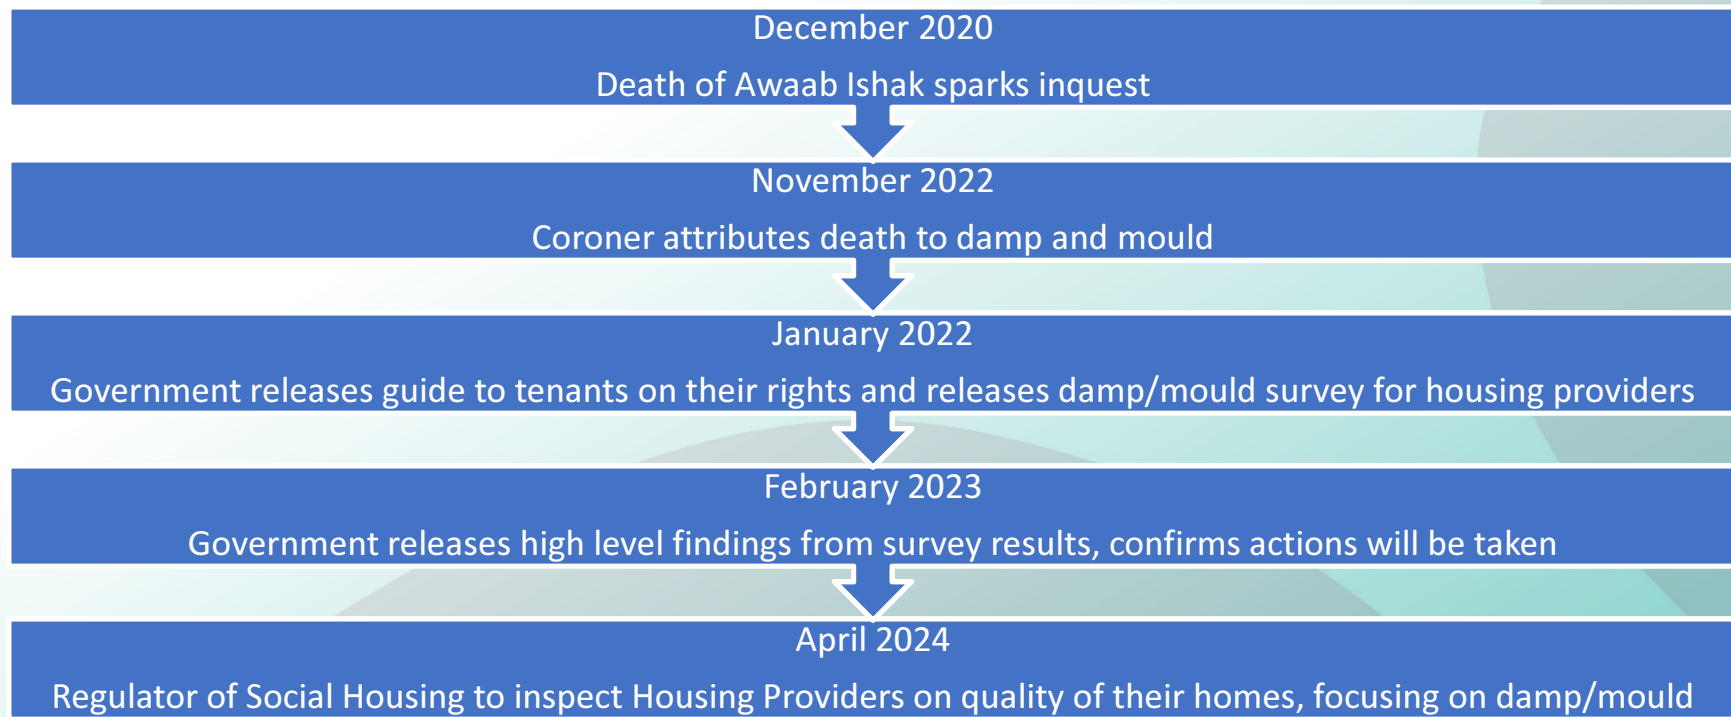 December 2020
Death of Awaab Ishak sparks inquest
November 2022
Coroner attributes death to damp and mould
January 2022
Government releases guide to tenants on their rights and releases damp/mould survey for housing providers
February 2023
Government releases high level findings from survey results, confirms actions will be taken
April 2024
Regulator of Social Housing to inspect Housing Providers on quality of their homes, focusing on damp/mould